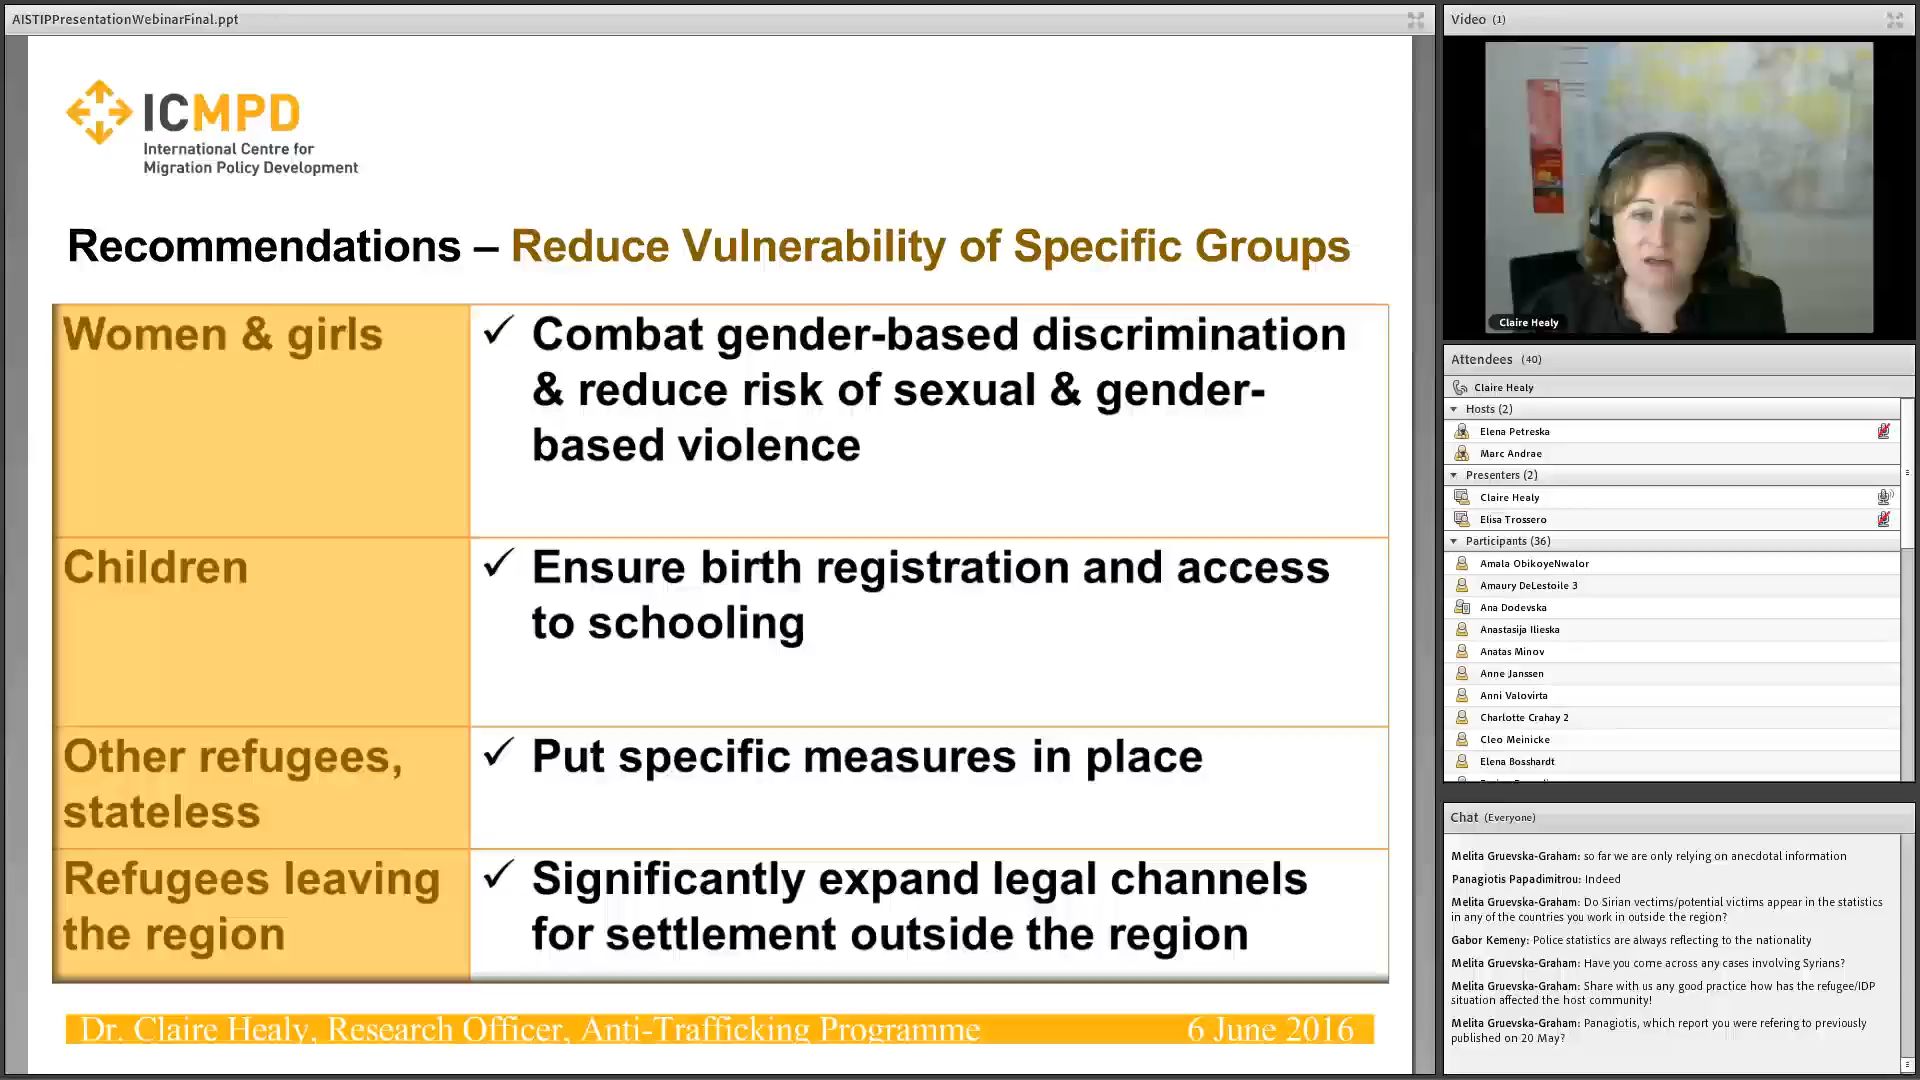 AISTIPPresentationWebinarFinal.ppt
ICMPD
International Centre for
Migration Policy Development
Recommendations – Reduce Vulnerability of Specific Groups
Women & girls
✓ Combat gender-based discrimination
& reduce risk of sexual & gender-
based violence
Children
✓ Ensure birth registration and access
to schooling
Other refugees,
stateless
✓ Put specific measures in place
Refugees leaving
the region
✓ Significantly expand legal channels
for settlement outside the region
Dr. Claire Healy, Research Officer, Anti-Trafficking Programme 6 June 2016
Video (1)
Claire Healy
Attendees (40)
Claire Healy
Hosts (2)
Elena Petreska
Marc Andrae
Presenters (2)
Claire Healy
Elisa Trossero
Participants (36)
Amala ObikoyeNwalor
Amaury DeLestoile 3
Ana Dodevska
Anastasija Ilieska
Anatas Minov
Anne Janssen
Anni Valovirta
Charlotte Crahay 2
Cleo Meinicke
Elena Bosshardt
Chat (Everyone)
Melita Gruevska-Graham: so far we are only relying on anecdotal information
Panagiotis Papadimitrou: Indeed
Melita Gruevska-Graham: Do Sirian vectims/potential victims appear in the statistics
in any of the countries you work in outside the region?
Gabor Kemeny: Police statistics are always reflecting to the nationality
Melita Gruevska-Graham: Have you come across any cases involving Syrians?
Melita Gruevska-Graham: Share with us any good practice how has the refugee/IDP
situation affected the host community!
Melita Gruevska-Graham: Panagiotis, which report you were refering to previously
published on 20 May?